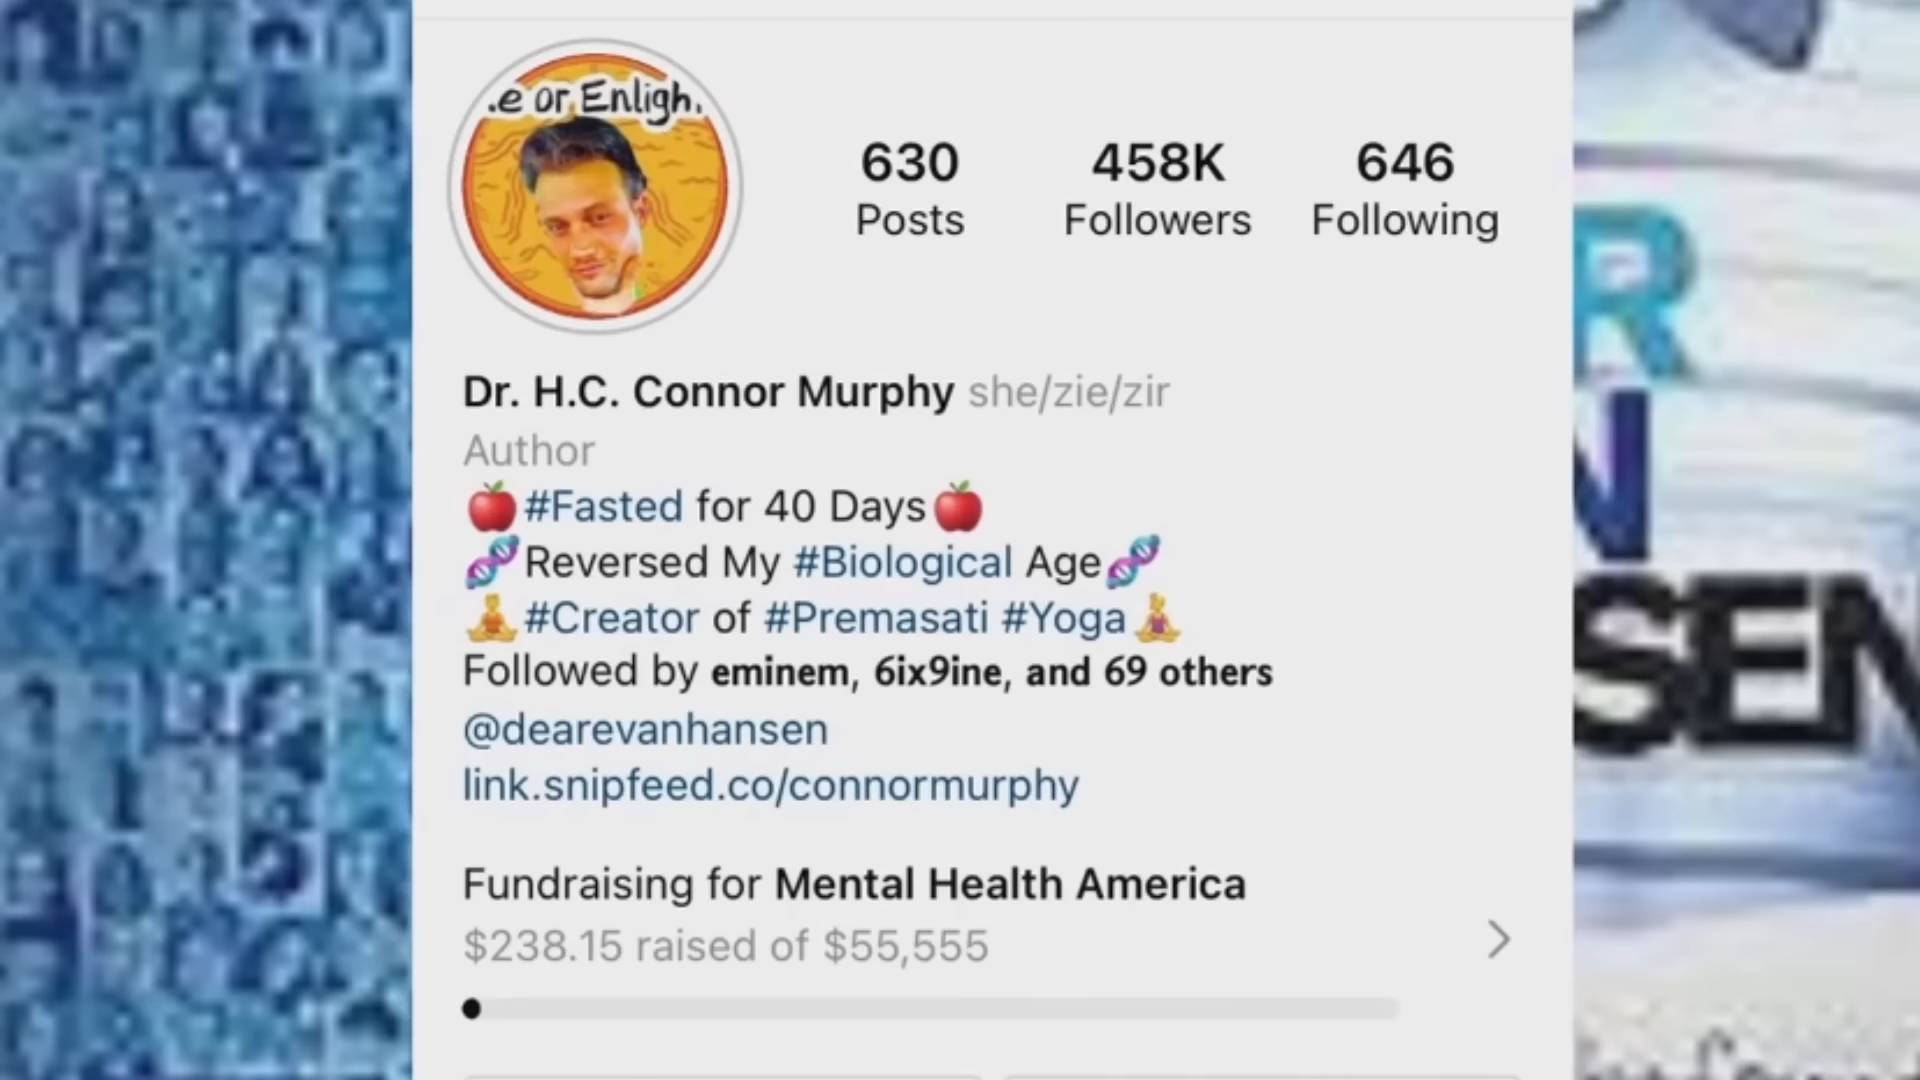 .e or Enligh.
630 458K 646
Posts Followers Following
Dr. H.C. Connor Murphy she/zie/zir
Author
🍎#Fasted for 40 Days🍎
🧬Reversed My #Biological Age🧬
🧘#Creator of #Premasati #Yoga🧘‍♀️
Followed by eminem, 6ix9ine, and 69 others
@dearevanhansen
link.snipfeed.co/connormurphy
Fundraising for Mental Health America
$238.15 raised of $55,555
R
N
SEN